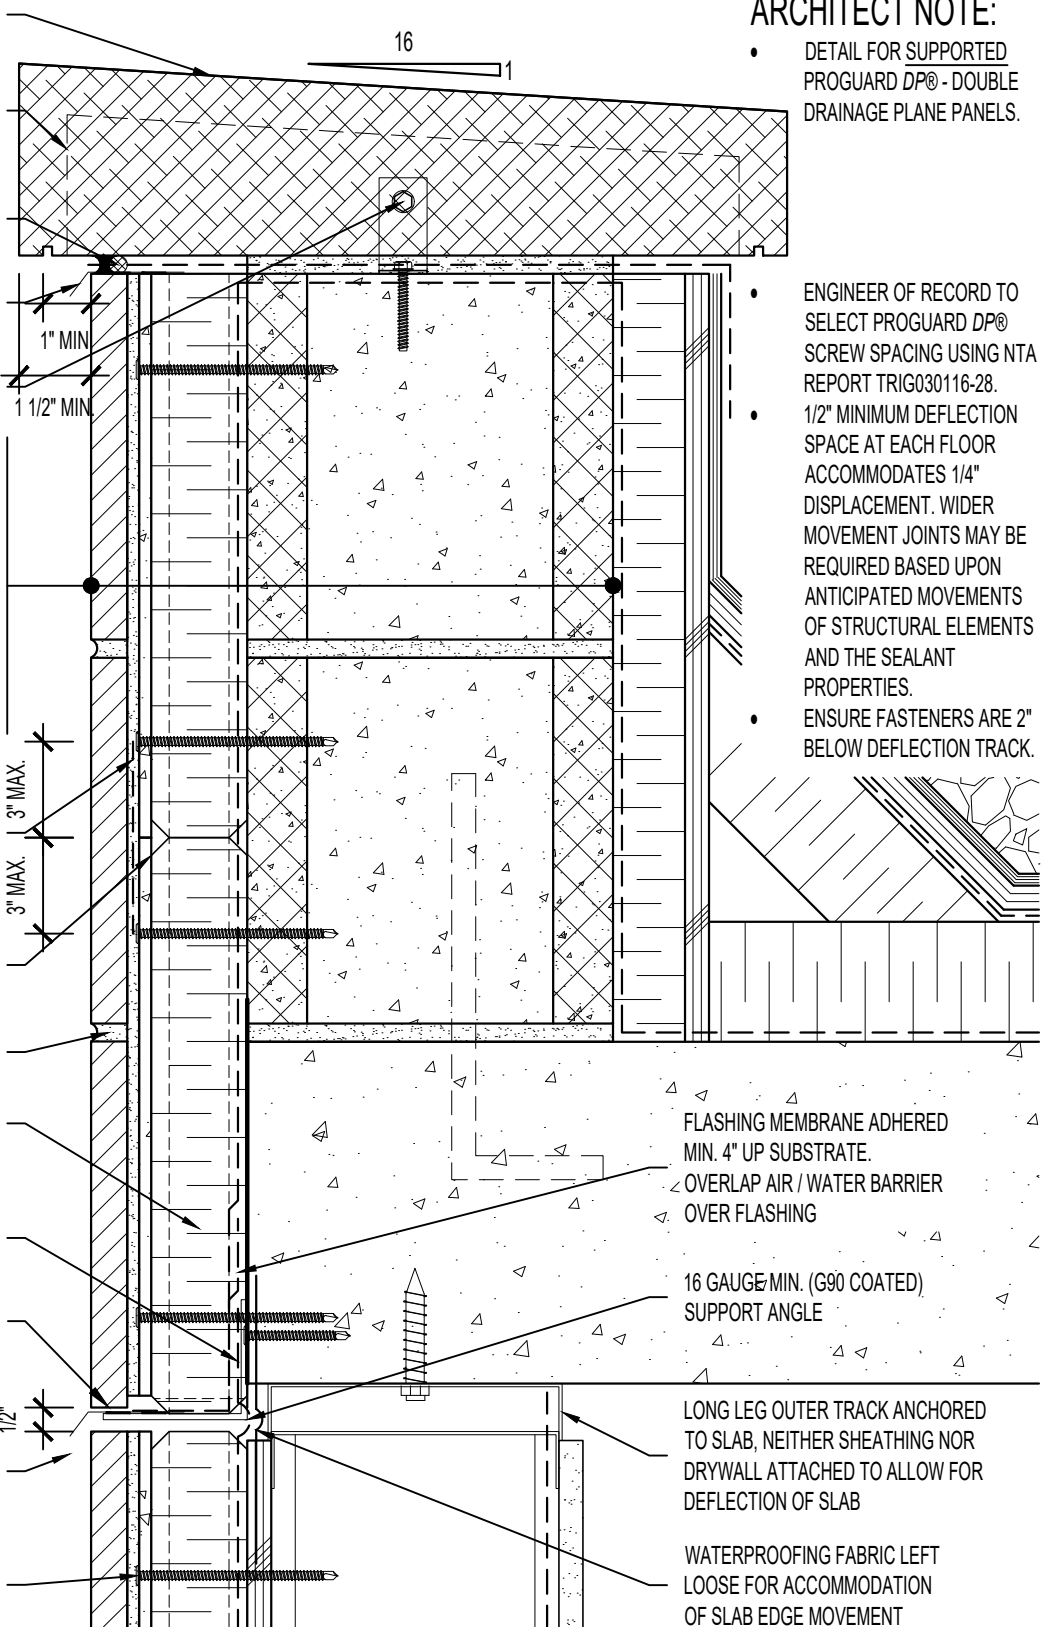 ARCHITECT NOTE:
• DETAIL FOR SUPPORTED
PROGUARD DP® - DOUBLE
DRAINAGE PLANE PANELS.
16
1
• ENGINEER OF RECORD TO
SELECT PROGUARD DP®
SCREW SPACING USING NTA
REPORT TRIG030116-28.
• 1/2" MINIMUM DEFLECTION
SPACE AT EACH FLOOR
ACCOMMODATES 1/4"
DISPLACEMENT. WIDER
MOVEMENT JOINTS MAY BE
REQUIRED BASED UPON
ANTICIPATED MOVEMENTS
OF STRUCTURAL ELEMENTS
AND THE SEALANT
PROPERTIES.
• ENSURE FASTENERS ARE 2"
BELOW DEFLECTION TRACK.
1" MIN
1 1/2" MIN.
3" MAX.
3" MAX.
1/2"
FLASHING MEMBRANE ADHERED
MIN. 4" UP SUBSTRATE.
OVERLAP AIR / WATER BARRIER
OVER FLASHING
16 GAUGE MIN. (G90 COATED)
SUPPORT ANGLE
LONG LEG OUTER TRACK ANCHORED
TO SLAB, NEITHER SHEATHING NOR
DRYWALL ATTACHED TO ALLOW FOR
DEFLECTION OF SLAB
WATERPROOFING FABRIC LEFT
LOOSE FOR ACCOMMODATION
OF SLAB EDGE MOVEMENT